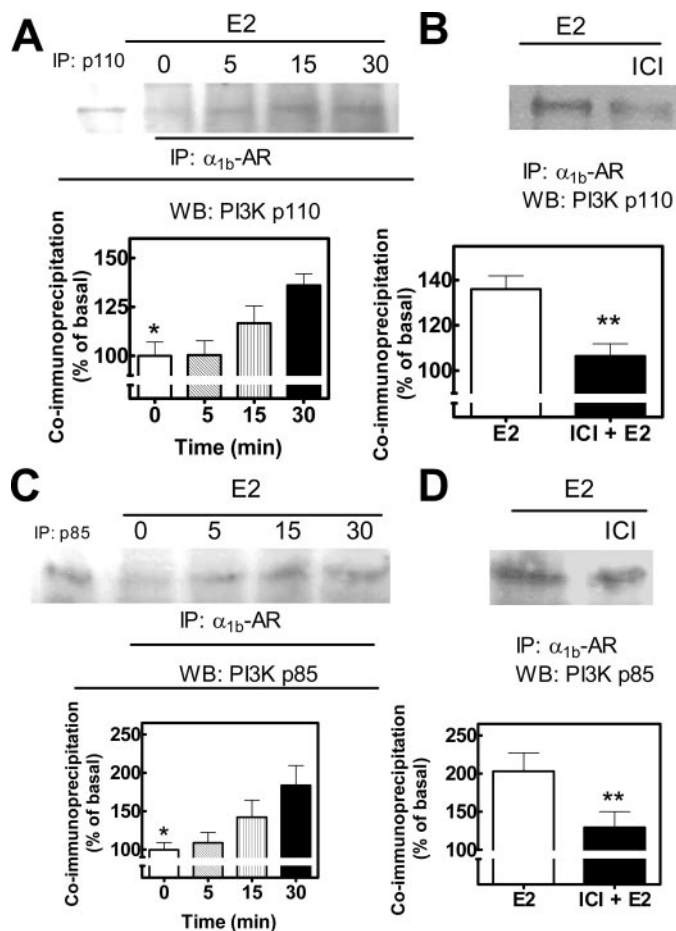 A
E2
IP: p110 0 5 15 30
IP: α1b-AR
WB: PI3K p110
Co-immunoprecipitation
(% of basal)
150
125
100
*
0 5 15 30
Time (min)
B
E2
ICI
IP: α1b-AR
WB: PI3K p110
Co-immunoprecipitation
(% of basal)
140
120
100
**
E2 ICI + E2
C
E2
IP: p85 0 5 15 30
IP: α1b-AR
WB: PI3K p85
Co-immunoprecipitation
(% of basal)
250
200
150
100
*
0 5 15 30
Time (min)
D
E2
ICI
IP: α1b-AR
WB: PI3K p85
Co-immunoprecipitation
(% of basal)
250
200
150
100
**
E2 ICI + E2